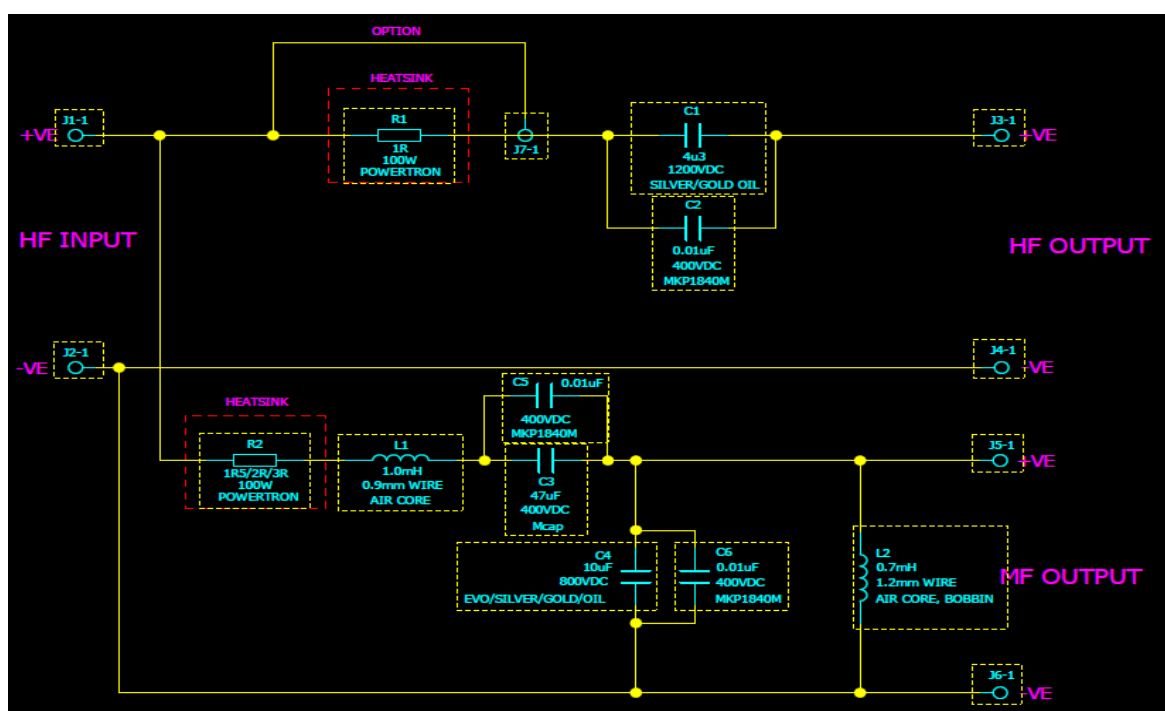 OPTION
HEATSINK
J1-1
R1
C1
J3-1
+VE
1R
J7-1
4u3
+VE
100W
1200VDC
POWERTRON
SILVER/GOLD OIL
C2
HF INPUT
HF OUTPUT
0.01uF
400VDC
MKP1840M
J2-1
J4-1
-VE
-VE
C5
0.01uF
HEATSINK
400VDC
MKP1840M
R2
L1
J5-1
1R5/2R/3R
1.0mH
+VE
100W
0.9mm WIRE
C3
POWERTRON
AIR CORE
47uF
400VDC
Mcap
C4
C6
L2
10uF
0.01uF
0.7mH
800VDC
400VDC
1.2mm WIRE
MF OUTPUT
EVO/SILVER/GOLD/OIL
MKP1840M
AIR CORE, BOBBIN
J6-1
-VE